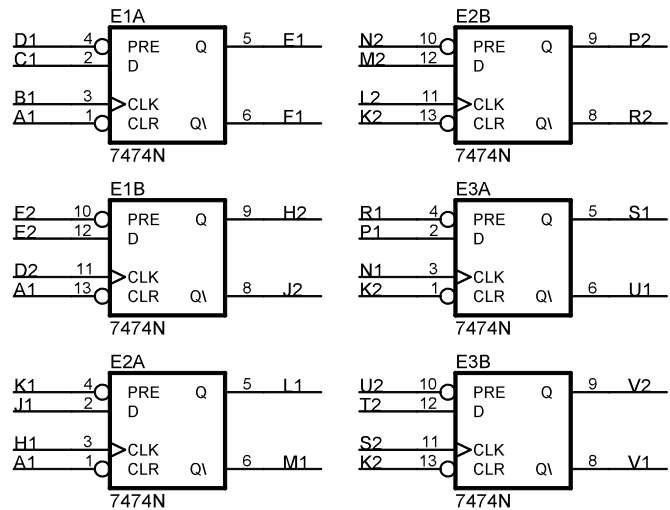 E1A
D1 4 PRE Q 5 E1
C1 2 D
B1 3 CLK
A1 1 CLR Q\ 6 F1
7474N
E2B
N2 10 PRE Q 9 P2
M2 12 D
L2 11 CLK
K2 13 CLR Q\ 8 R2
7474N
E1B
F2 10 PRE Q 9 H2
E2 12 D
D2 11 CLK
A1 13 CLR Q\ 8 J2
7474N
E3A
R1 4 PRE Q 5 S1
P1 2 D
N1 3 CLK
K2 1 CLR Q\ 6 U1
7474N
E2A
K1 4 PRE Q 5 L1
J1 2 D
H1 3 CLK
A1 1 CLR Q\ 6 M1
7474N
E3B
U2 10 PRE Q 9 V2
T2 12 D
S2 11 CLK
K2 13 CLR Q\ 8 V1
7474N